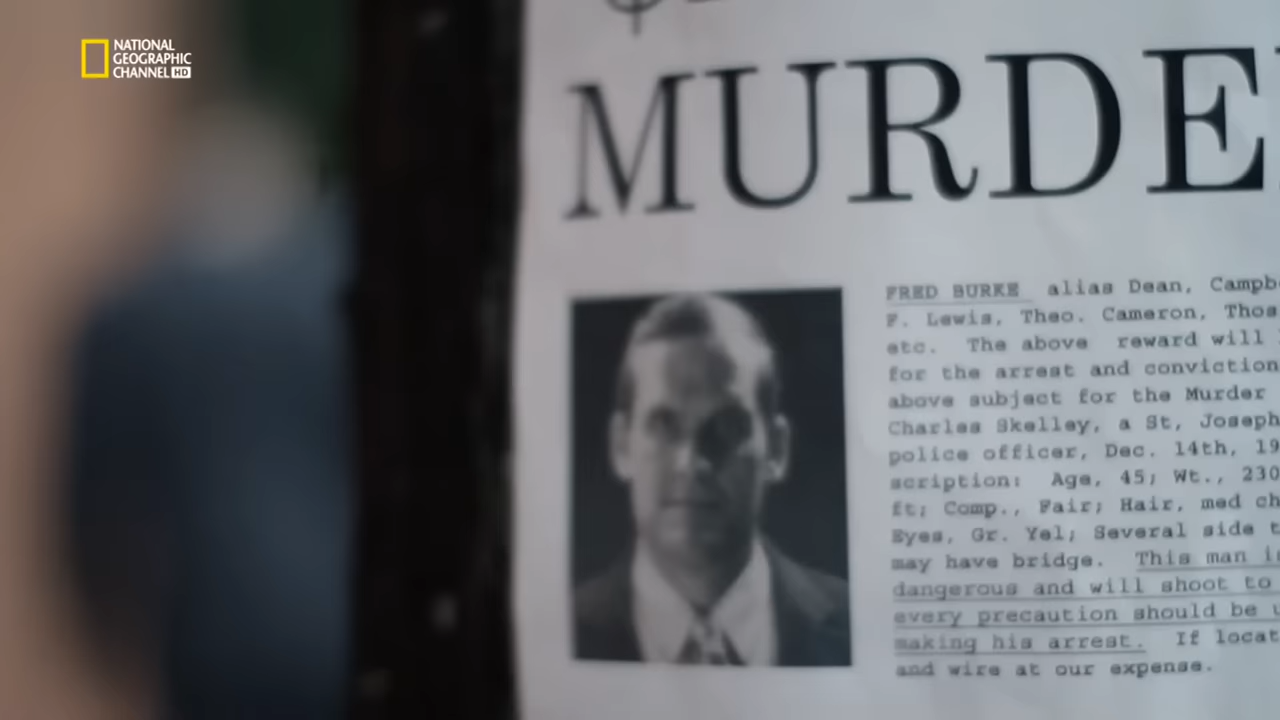 NATIONAL
GEOGRAPHIC
CHANNEL HD
MURDE
FRED BURKE alias Dean, Campb
F. Lewis, Theo. Cameron, Thos
etc. The above reward will
for the arrest and conviction
above subject for the Murder
Charles Skelley, a St, Joseph
police officer, Dec. 14th, 19
scription: Age, 45; Wt., 230
ft; Comp., Fair; Hair, med ch
Eyes, Gr. Yel; Several side t
may have bridge. This man is
dangerous and will shoot to
every precaution should be u
making his arrest. If locat
and wire at our expense.